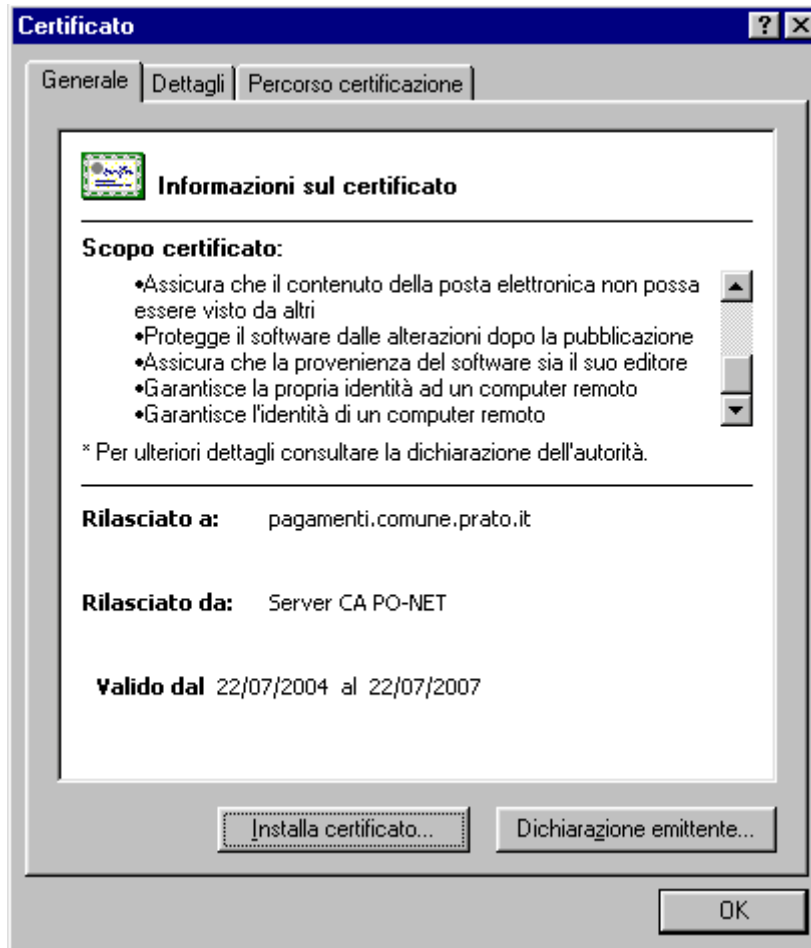 Certificato
Generale
Dettagli
Percorso certificazione
Informazioni sul certificato
Scopo certificato:
•Assicura che il contenuto della posta elettronica non possa
essere visto da altri
•Protegge il software dalle alterazioni dopo la pubblicazione
•Assicura che la provenienza del software sia il suo editore
•Garantisce la propria identità ad un computer remoto
•Garantisce l'identità di un computer remoto
* Per ulteriori dettagli consultare la dichiarazione dell'autorità.
Rilasciato a: pagamenti.comune.prato.it
Rilasciato da: Server CA PO-NET
Valido dal 22/07/2004 al 22/07/2007
Installa certificato...
Dichiarazione emittente...
OK